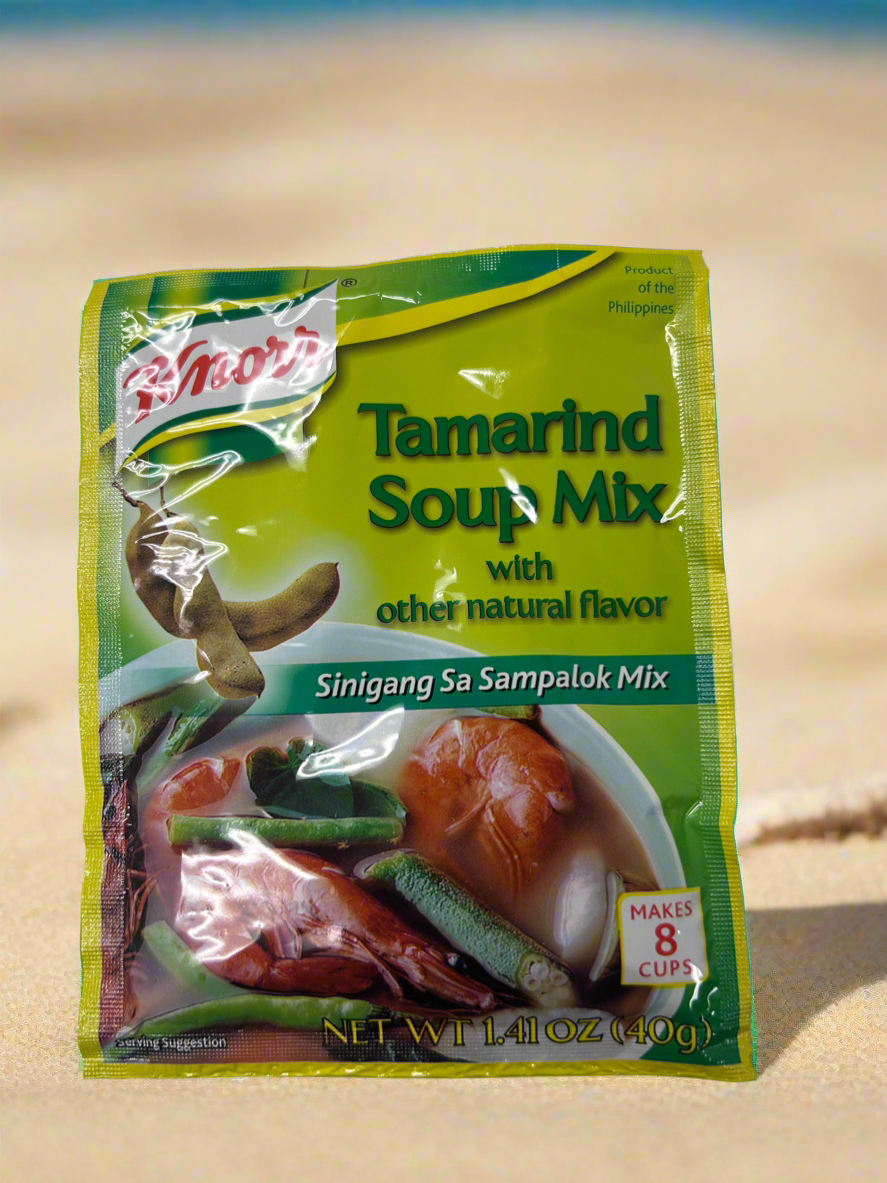 Product
of the
Philippines
Knorr®
Tamarind
Soup Mix
with
other natural flavor
Sinigang Sa Sampalok Mix
MAKES
8
CUPS
NET WT 1.41 OZ (40g)
Serving Suggestion